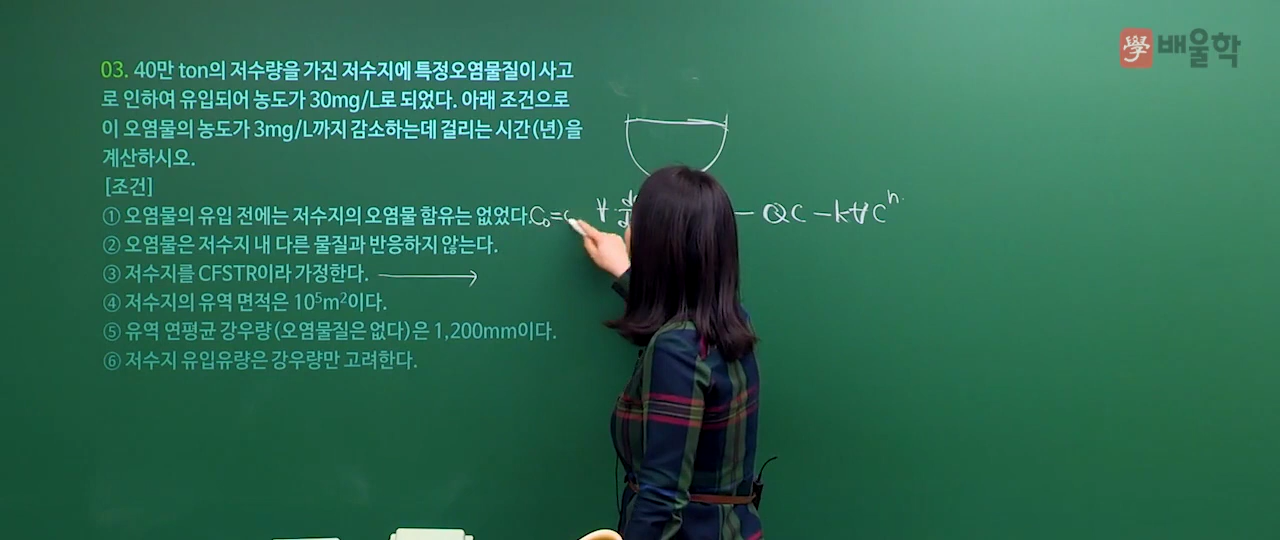 學 배울학
03. 40만 ton의 저수량을 가진 저수지에 특정오염물질이 사고
로 인하여 유입되어 농도가 30mg/L로 되었다. 아래 조건으로
이 오염물의 농도가 3mg/L까지 감소하는데 걸리는 시간(년)을
계산하시오.
[조건]
① 오염물의 유입 전에는 저수지의 오염물 함유는 없었다.
C₀=
∀ - QC - k∀Cⁿ
② 오염물은 저수지 내 다른 물질과 반응하지 않는다.
③ 저수지를 CFSTR이라 가정한다.
④ 저수지의 유역 면적은 10⁵m²이다.
⑤ 유역 연평균 강우량(오염물질은 없다)은 1,200mm이다.
⑥ 저수지 유입유량은 강우량만 고려한다.